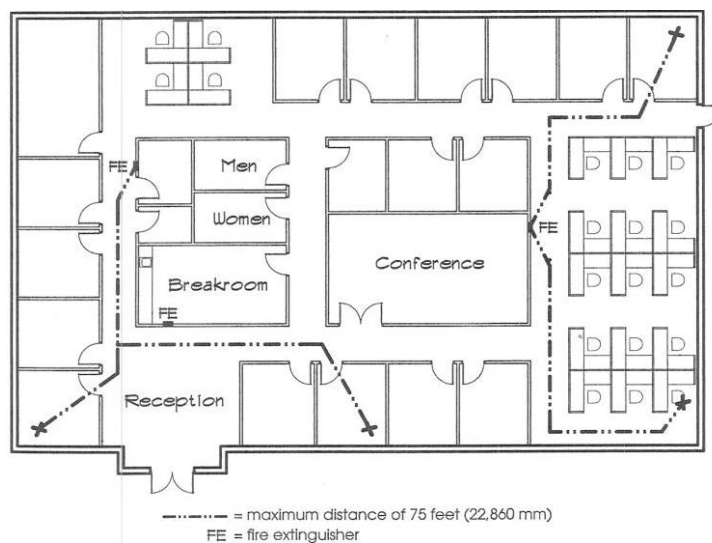 FE
Men
Women
FE
Conference
Breakroom
FE
Reception
= maximum distance of 75 feet (22,860 mm)
FE = fire extinguisher